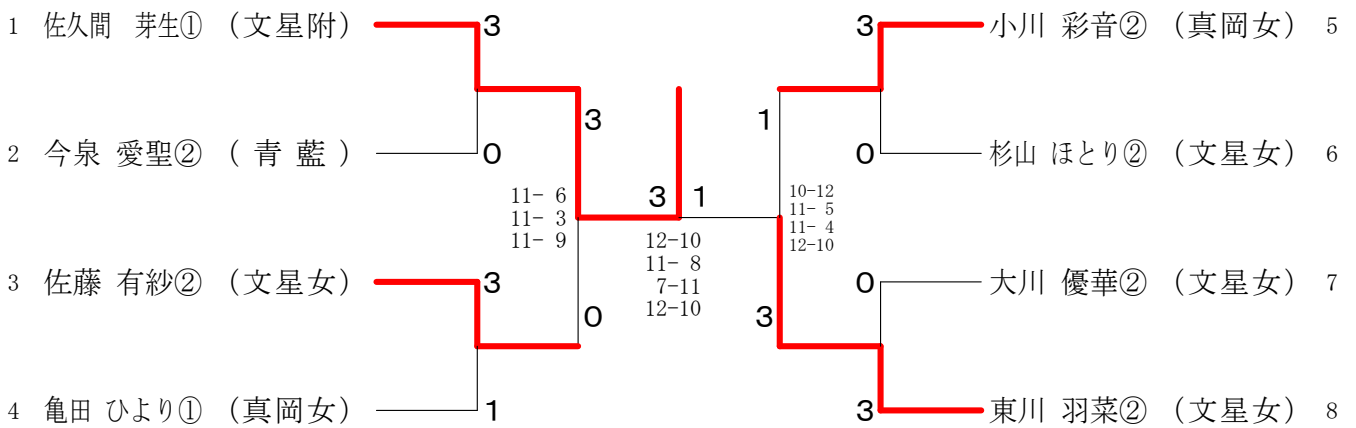 1 佐久間 芽生① (文星附) 3
3 小川 彩音② (真岡女) 5
3
1
2 今泉 愛聖② (青藍) 0
0 杉山 ほとり② (文星女) 6
11- 6
11- 3
11- 9
3 1
10-12
11- 5
11- 4
12-10
12-10
11- 8
7-11
12-10
3 佐藤 有紗② (文星女) 3
0 大川 優華② (文星女) 7
0
3
4 亀田 ひより① (真岡女) 1
3 東川 羽菜② (文星女) 8